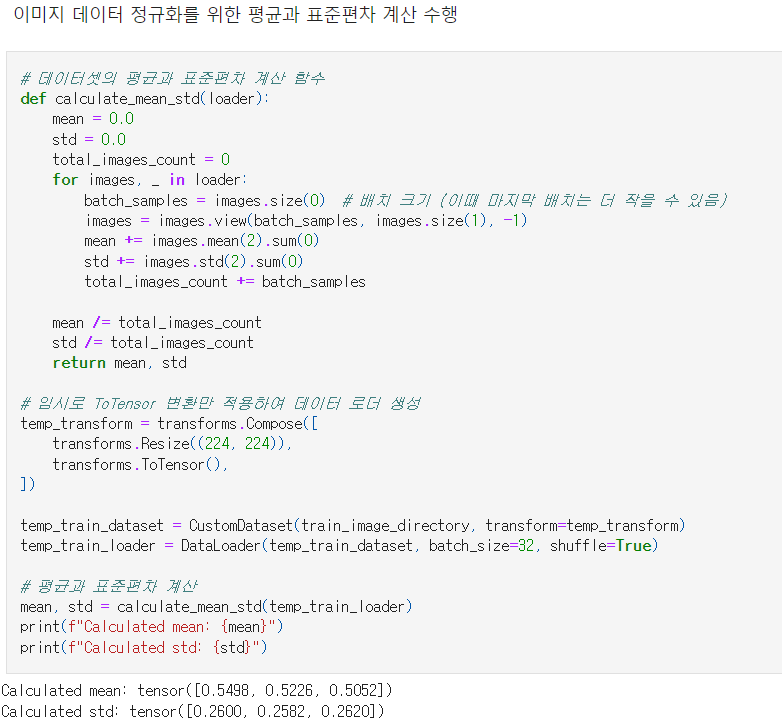 이미지 데이터 정규화를 위한 평균과 표준편차 계산 수행
# 데이터셋의 평균과 표준편차 계산 함수
def calculate_mean_std(loader):
    mean = 0.0
    std = 0.0
    total_images_count = 0
    for images, _ in loader:
        batch_samples = images.size(0)  # 배치 크기 (이때 마지막 배치는 더 작을 수 있음)
        images = images.view(batch_samples, images.size(1), -1)
        mean += images.mean(2).sum(0)
        std += images.std(2).sum(0)
        total_images_count += batch_samples
    mean /= total_images_count
    std /= total_images_count
    return mean, std
# 임시로 ToTensor 변환만 적용하여 데이터 로더 생성
temp_transform = transforms.Compose([
    transforms.Resize((224, 224)),
    transforms.ToTensor(),
])
temp_train_dataset = CustomDataset(train_image_directory, transform=temp_transform)
temp_train_loader = DataLoader(temp_train_dataset, batch_size=32, shuffle=True)
# 평균과 표준편차 계산
mean, std = calculate_mean_std(temp_train_loader)
print(f"Calculated mean: {mean}")
print(f"Calculated std: {std}")
Calculated mean: tensor([0.5498, 0.5226, 0.5052])
Calculated std: tensor([0.2600, 0.2582, 0.2620])